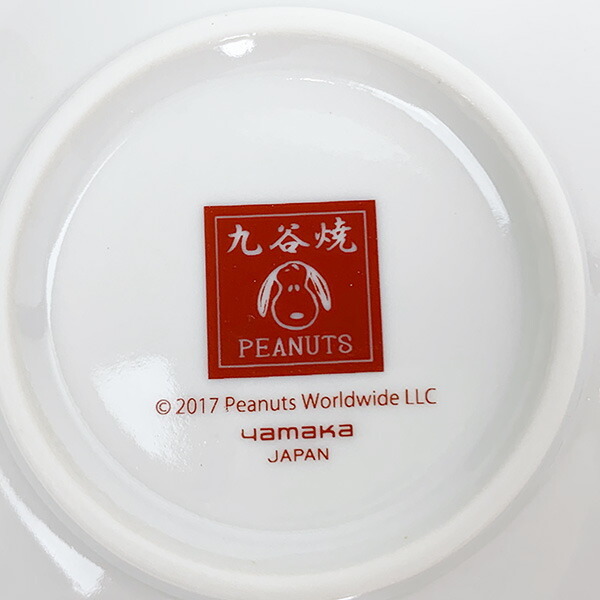 九谷焼
PEANUTS
© 2017 Peanuts Worldwide LLC
yamaka
JAPAN